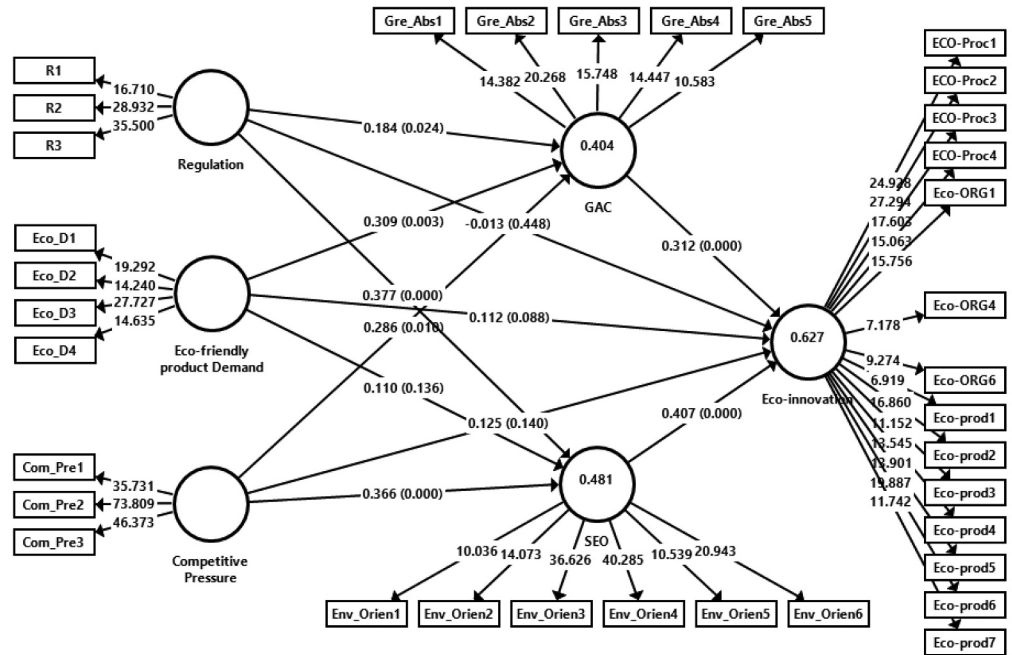 Gre_Abs1
Gre_Abs2
Gre_Abs3
Gre_Abs4
Gre_Abs5
14.382
20.268
15.748
14.447
10.583
R1
R2
R3
16.710
28.932
35.500
Regulation
0.184 (0.024)
0.404
GAC
Eco_D1
Eco_D2
Eco_D3
Eco_D4
19.292
14.240
27.727
14.635
Eco-friendly
product Demand
0.309 (0.003)
-0.013 (0.448)
0.312 (0.000)
0.377 (0.000)
0.286 (0.010)
0.112 (0.088)
0.110 (0.136)
0.125 (0.140)
0.407 (0.000)
0.366 (0.000)
0.627
Eco-innovation
Com_Pre1
Com_Pre2
Com_Pre3
35.731
73.809
46.373
Competitive
Pressure
0.481
SEO
10.036
14.073
36.626
40.285
10.539
20.943
Env_Orien1
Env_Orien2
Env_Orien3
Env_Orien4
Env_Orien5
Env_Orien6
24.928
27.294
17.603
15.063
15.756
7.178
9.274
6.919
16.860
11.152
13.545
13.901
19.887
11.742
ECO-Proc1
ECO-Proc2
ECO-Proc3
ECO-Proc4
Eco-ORG1
Eco-ORG4
Eco-ORG6
Eco-prod1
Eco-prod2
Eco-prod3
Eco-prod4
Eco-prod5
Eco-prod6
Eco-prod7